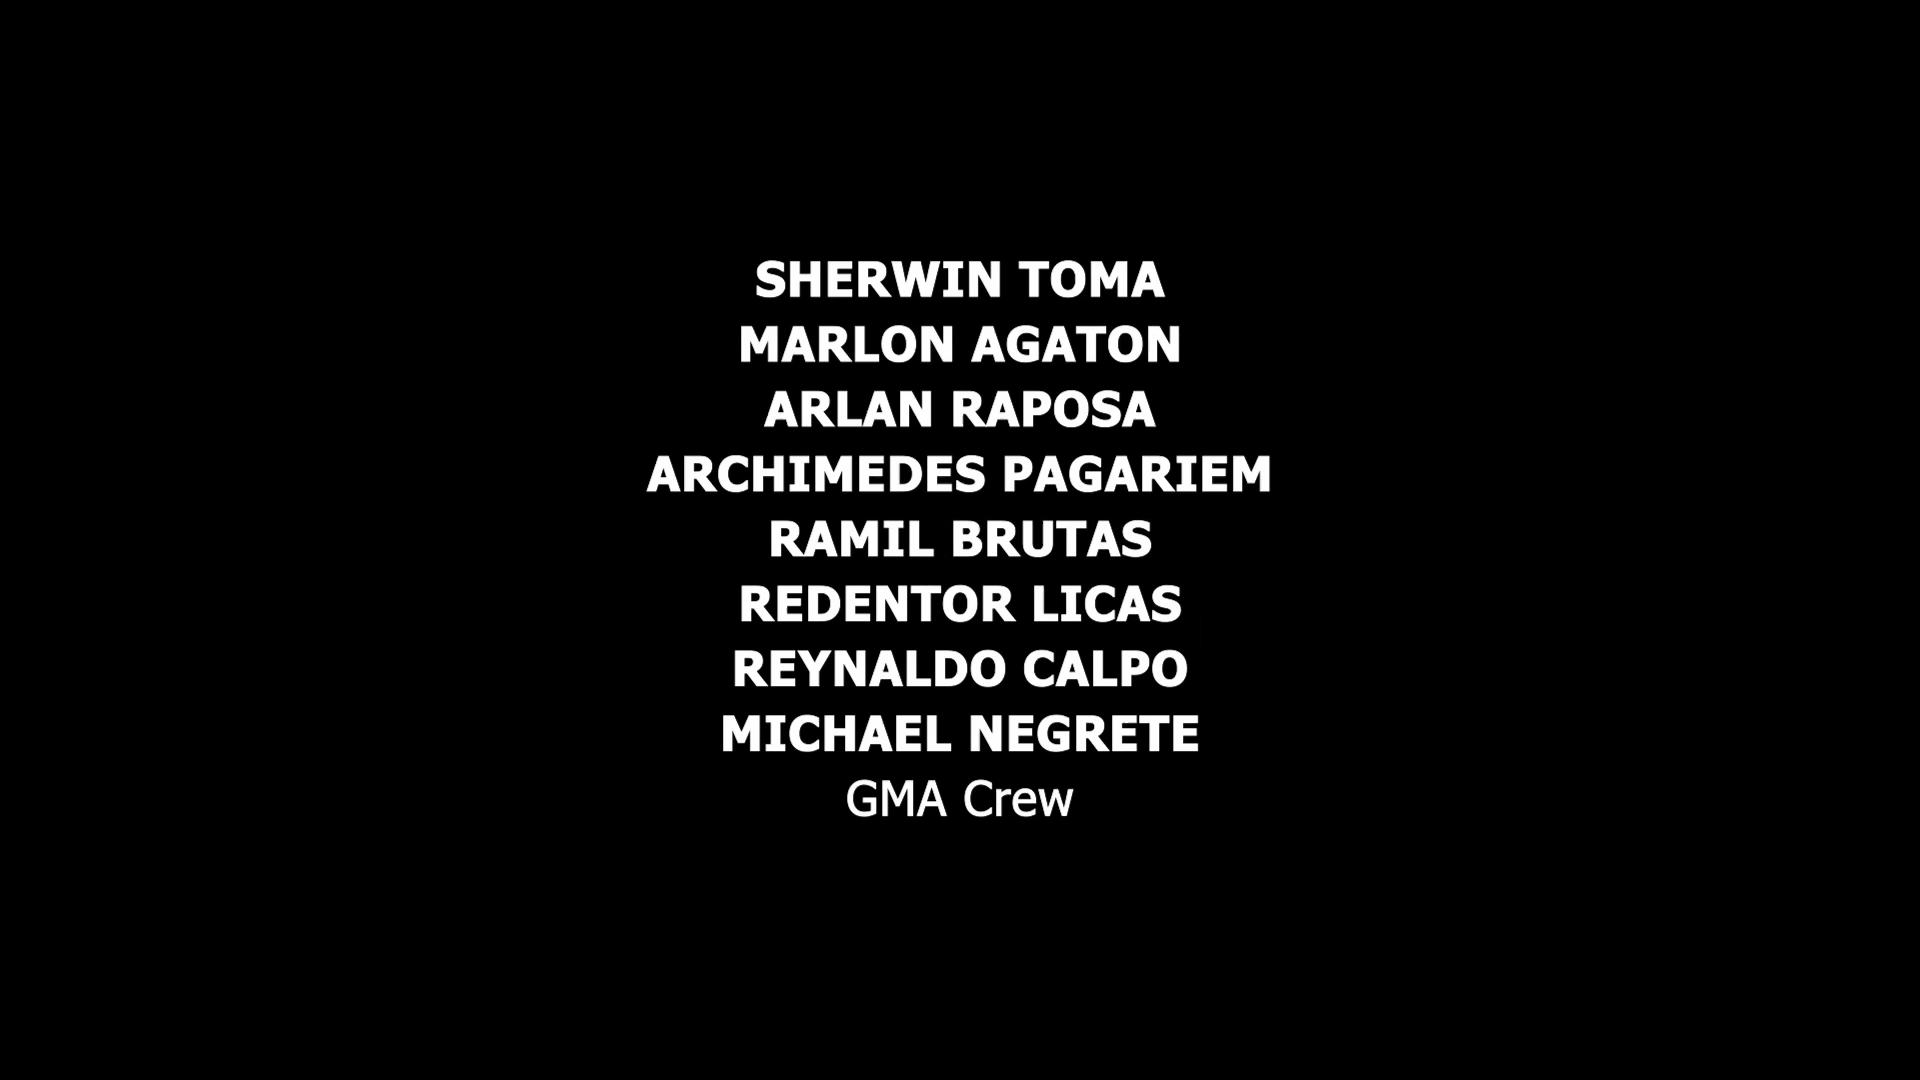 SHERWIN TOMA
MARLON AGATON
ARLAN RAPOSA
ARCHIMEDES PAGARIEM
RAMIL BRUTAS
REDENTOR LICAS
REYNALDO CALPO
MICHAEL NEGRETE
GMA Crew